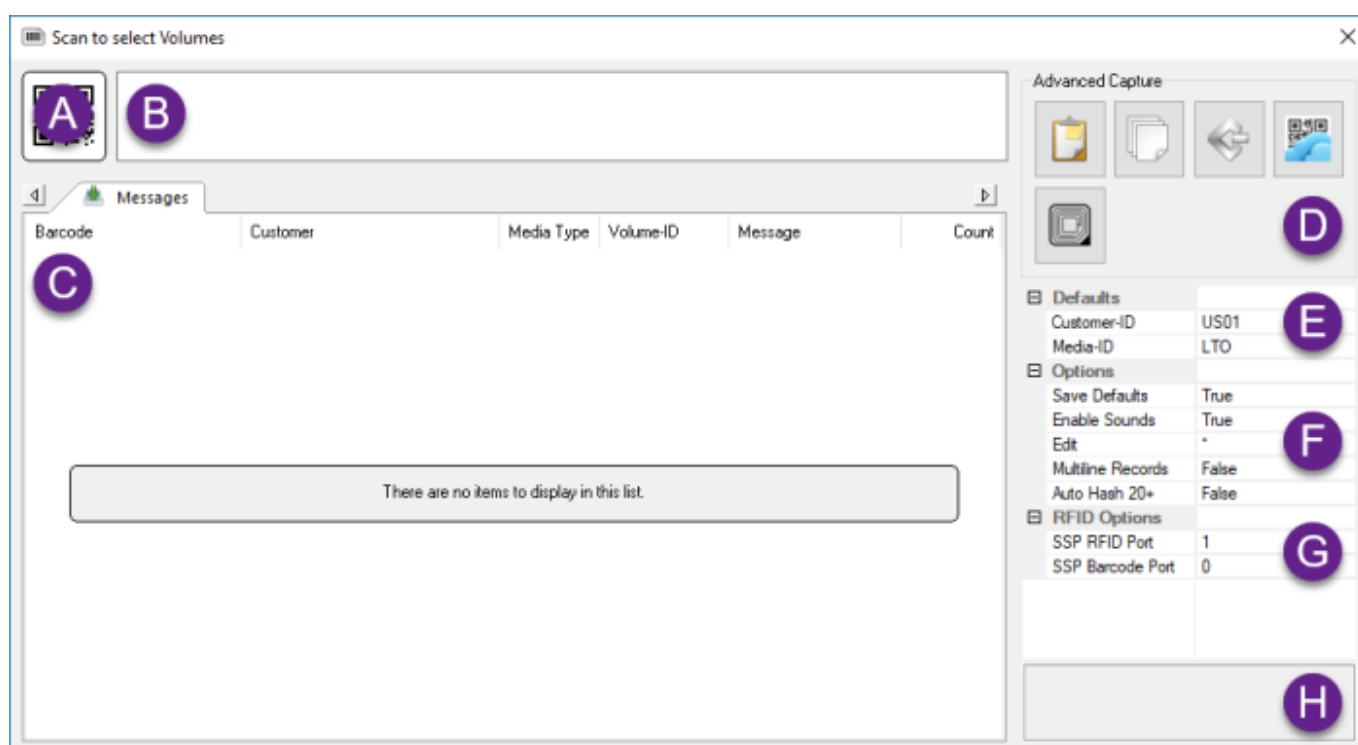 Scan to select Volumes
A
B
Advanced Capture
Messages
Barcode Customer Media Type Volume-ID Message Count
C
D
There are no items to display in this list.
Defaults
E
Customer-ID US01
Media-ID LTO
Options
Save Defaults True
Enable Sounds True
F
Edit *
Multiline Records False
Auto Hash 20+ False
RFID Options
SSP RFID Port 1
G
SSP Barcode Port 0
H